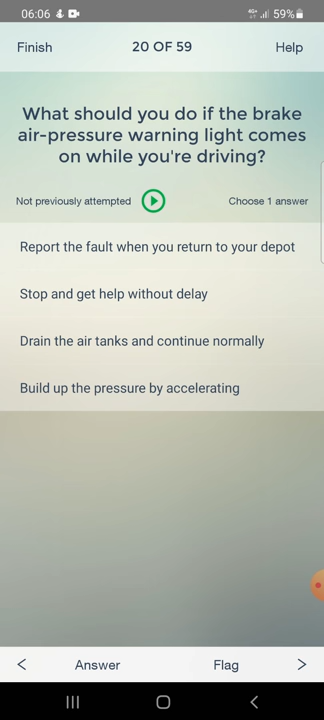 06:06 4G+ 59%
Finish 20 OF 59 Help
What should you do if the brake
air-pressure warning light comes
on while you're driving?
Not previously attempted Choose 1 answer
Report the fault when you return to your depot
Stop and get help without delay
Drain the air tanks and continue normally
Build up the pressure by accelerating
< Answer Flag >